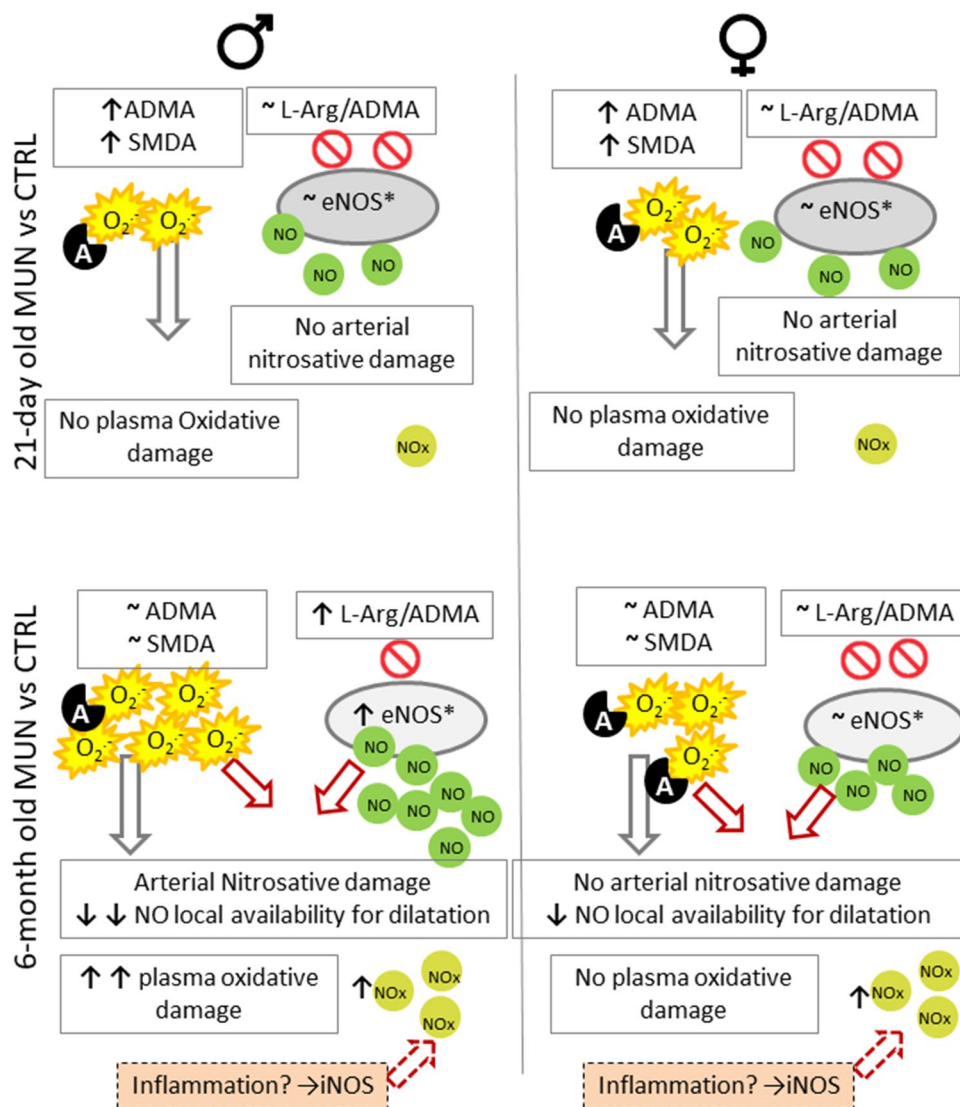 21-day old MUN vs CTRL
↑ADMA
↑ SMDA
~ L-Arg/ADMA
~ eNOS*
O₂·-
O₂·-
A
NO
NO
NO
No arterial
nitrosative damage
No plasma Oxidative
damage
NOx
↑ ADMA
↑ SMDA
~ L-Arg/ADMA
~ eNOS*
O₂·-
O₂·-
A
NO
NO
NO
No arterial
nitrosative damage
No plasma oxidative
damage
NOx
6-month old MUN vs CTRL
~ ADMA
~ SMDA
↑ L-Arg/ADMA
↑ eNOS*
O₂·-
O₂·-
A
O₂·-
O₂·-
O₂·-
NO
NO
NO
NO
NO
NO
NO
Arterial Nitrosative damage
↓ ↓ NO local availability for dilatation
↑ ↑ plasma oxidative
damage
↑NOx
NOx
NOx
Inflammation? →iNOS
~ ADMA
~ SMDA
~ L-Arg/ADMA
~ eNOS*
O₂·-
O₂·-
A
O₂·-
A
NO
NO
NO
NO
No arterial nitrosative damage
↓ NO local availability for dilatation
No plasma oxidative
damage
↑NOx
NOx
NOx
Inflammation? →iNOS